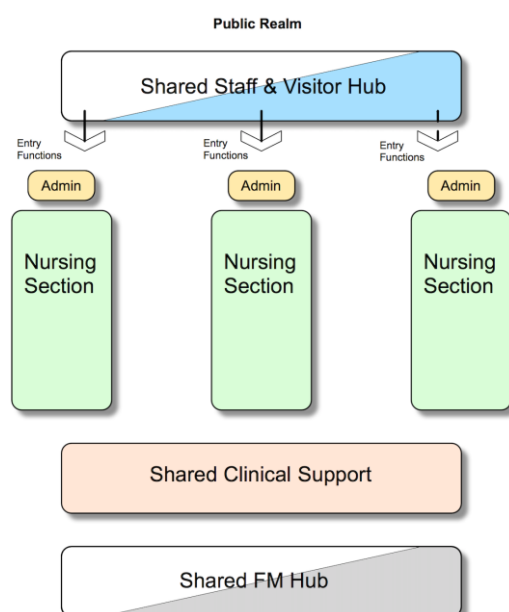 Public Realm
Shared Staff & Visitor Hub
Entry
Functions
Entry
Functions
Entry
Functions
Admin
Admin
Admin
Nursing
Section
Nursing
Section
Nursing
Section
Shared Clinical Support
Shared FM Hub